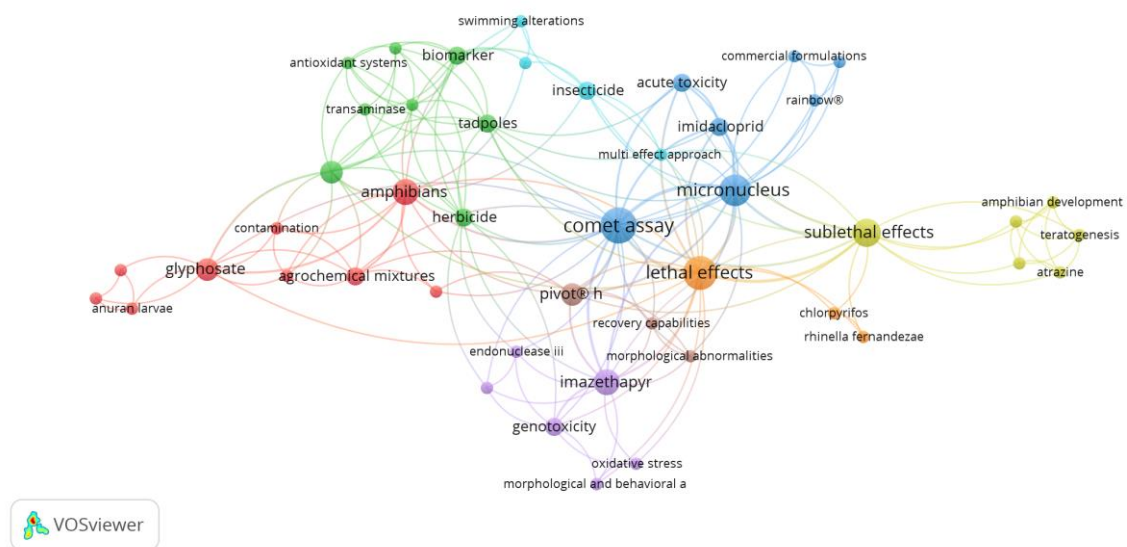 swimming alterations
biomarker
commercial formulations
antioxidant systems
acute toxicity
insecticide
rainbow®
transaminase
tadpoles
imidacloprid
multi effect approach
amphibians
micronucleus
amphibian development
herbicide
comet assay
contamination
sublethal effects
teratogenesis
glyphosate
agrochemical mixtures
lethal effects
atrazine
pivot® h
anuran larvae
chlorpyrifos
recovery capabilities
rhinella fernandezae
endonuclease iii
morphological abnormalities
imazethapyr
genotoxicity
oxidative stress
morphological and behavioral a
VOSviewer